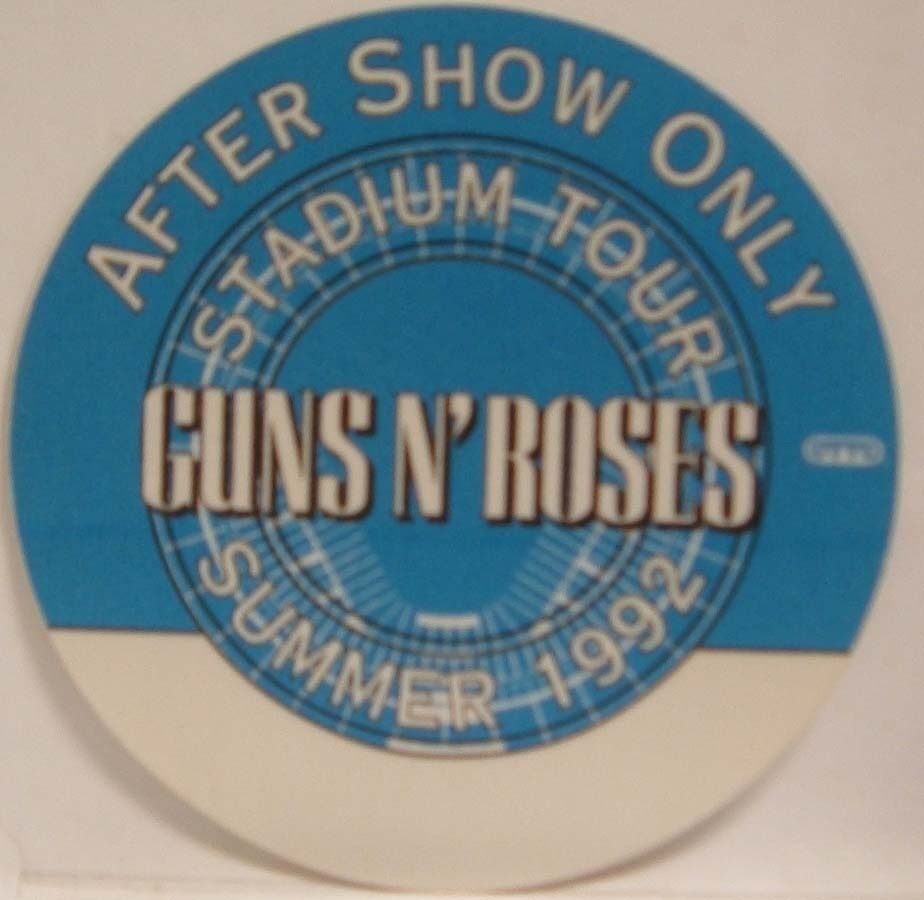 AFTER SHOW ONLY
STADIUM TOUR
GUNS N' ROSES
SUMMER 1992